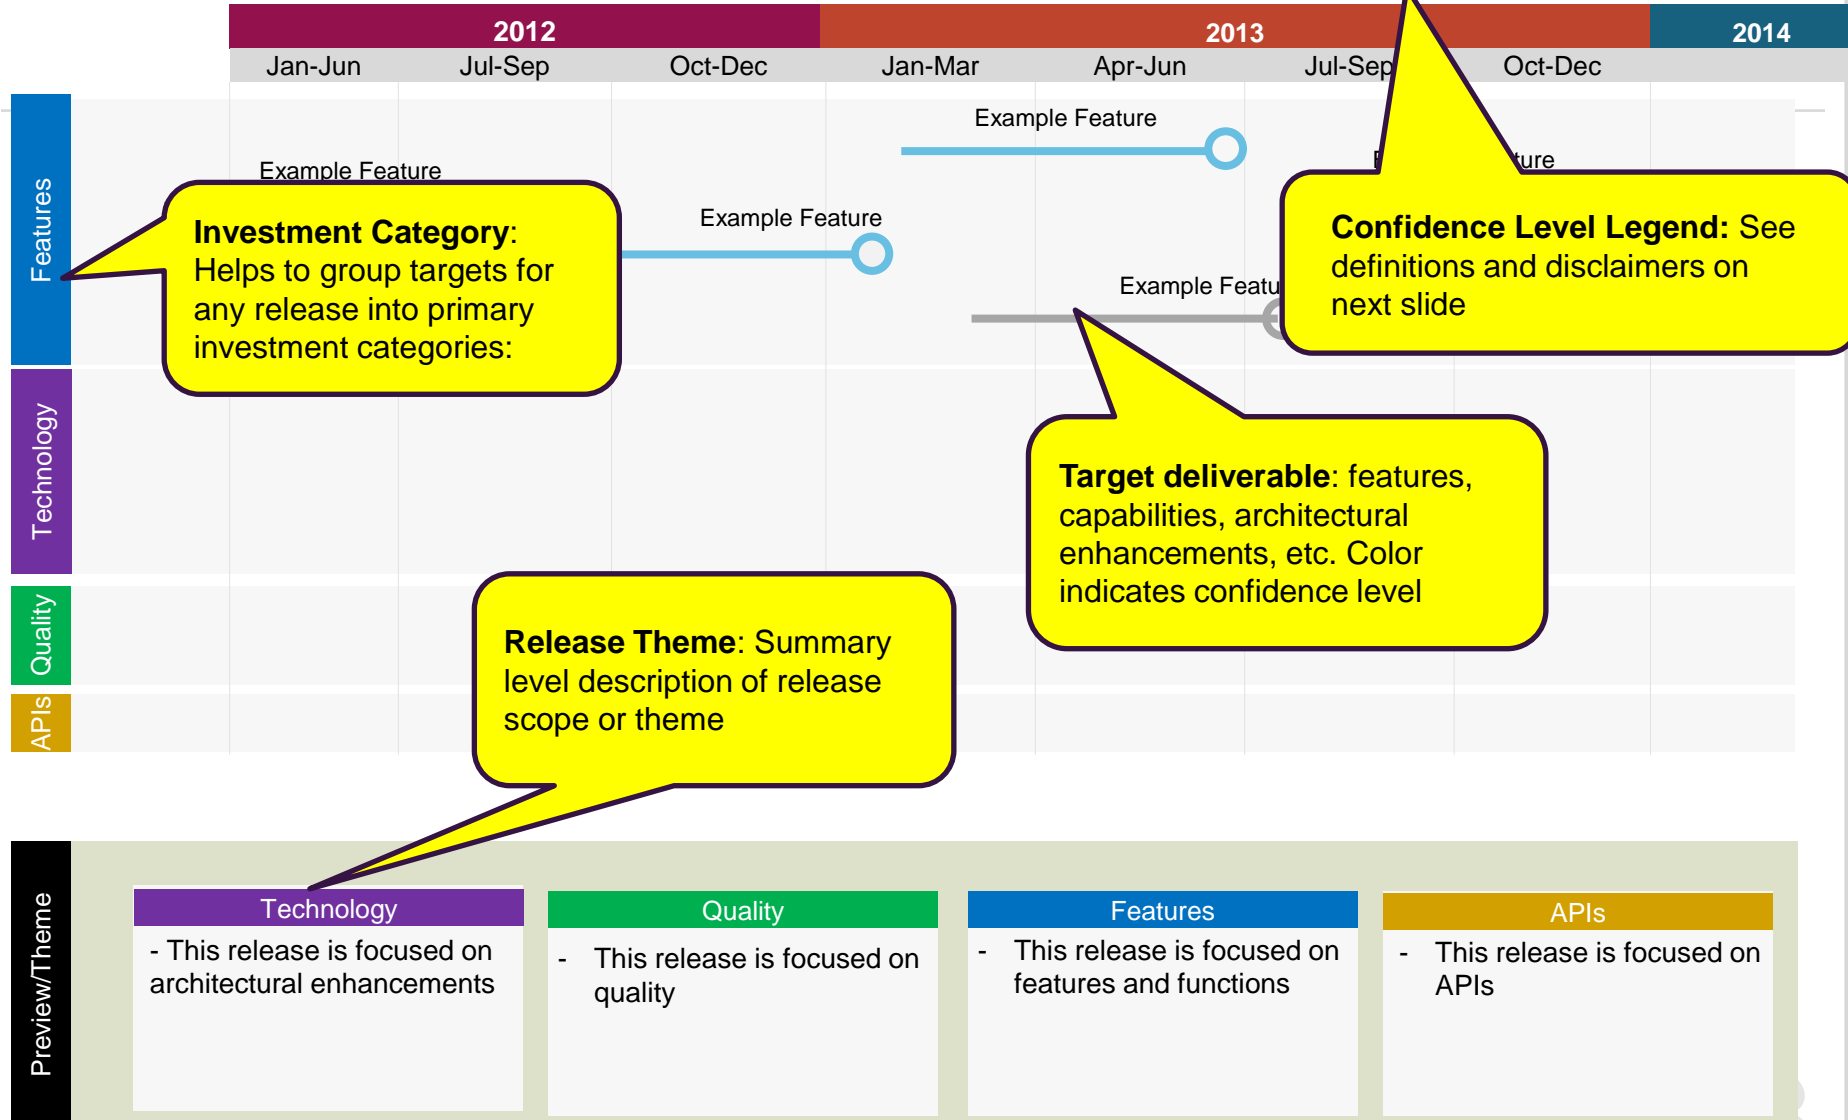 2012
2013
2014
Jan-Jun
Jul-Sep
Oct-Dec
Jan-Mar
Apr-Jun
Jul-Sep
Oct-Dec
Features
Example Feature
Example Feature
Example Feature
Example
Investment Category:
Helps to group targets for
any release into primary
investment categories:
Confidence Level Legend: See
definitions and disclaimers on
next slide
Technology
Target deliverable: features,
capabilities, architectural
enhancements, etc. Color
indicates confidence level
Quality
Release Theme: Summary
level description of release
scope or theme
APIs
Preview/Theme
Technology
- This release is focused on
architectural enhancements
Quality
- This release is focused on
quality
Features
- This release is focused on
features and functions
APIs
- This release is focused on
APIs